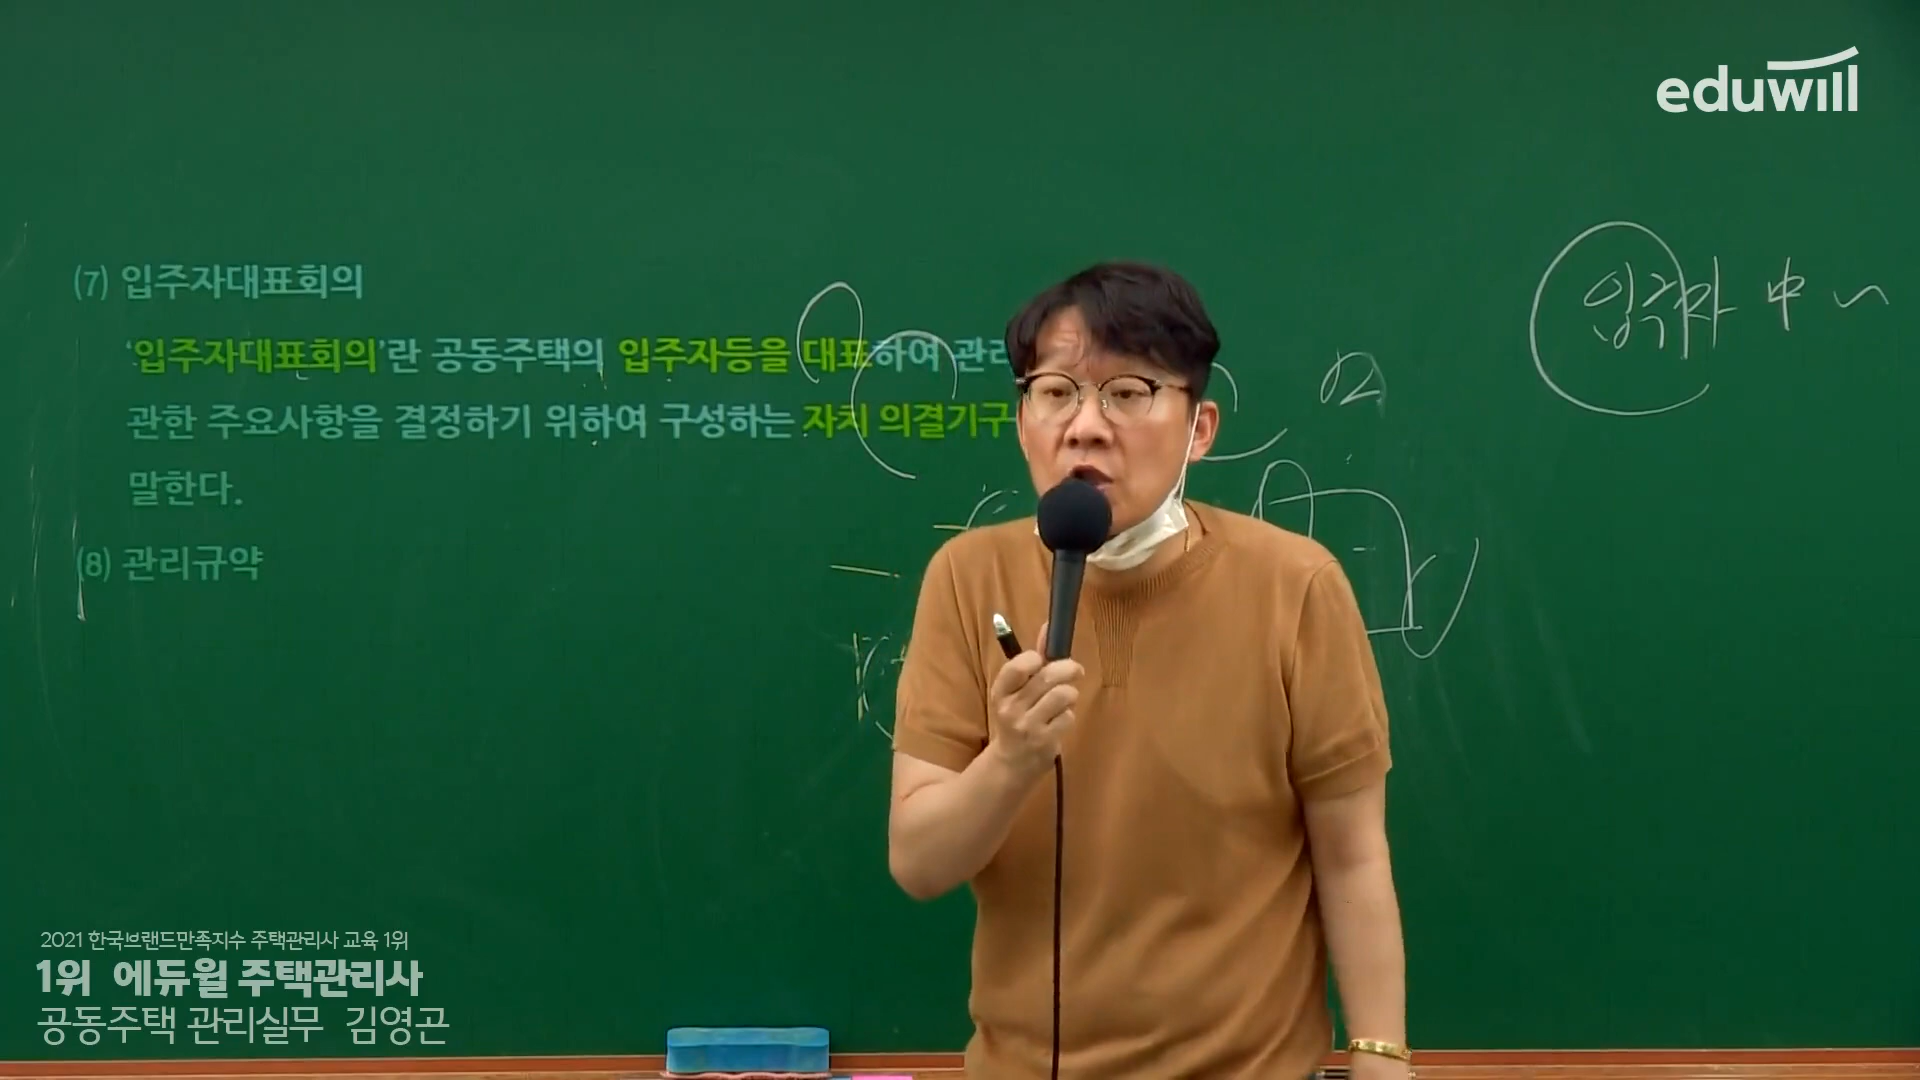 eduwill
(7) 입주자대표회의
‘입주자대표회의’란 공동주택의 입주자등을 대표하여 관리
관한 주요사항을 결정하기 위하여 구성하는 자치 의결기구
말한다.
(8) 관리규약
입주자 中
2021 한국브랜드만족지수 주택관리사 교육 1위
1위 에듀윌 주택관리사
공동주택 관리실무 김영곤